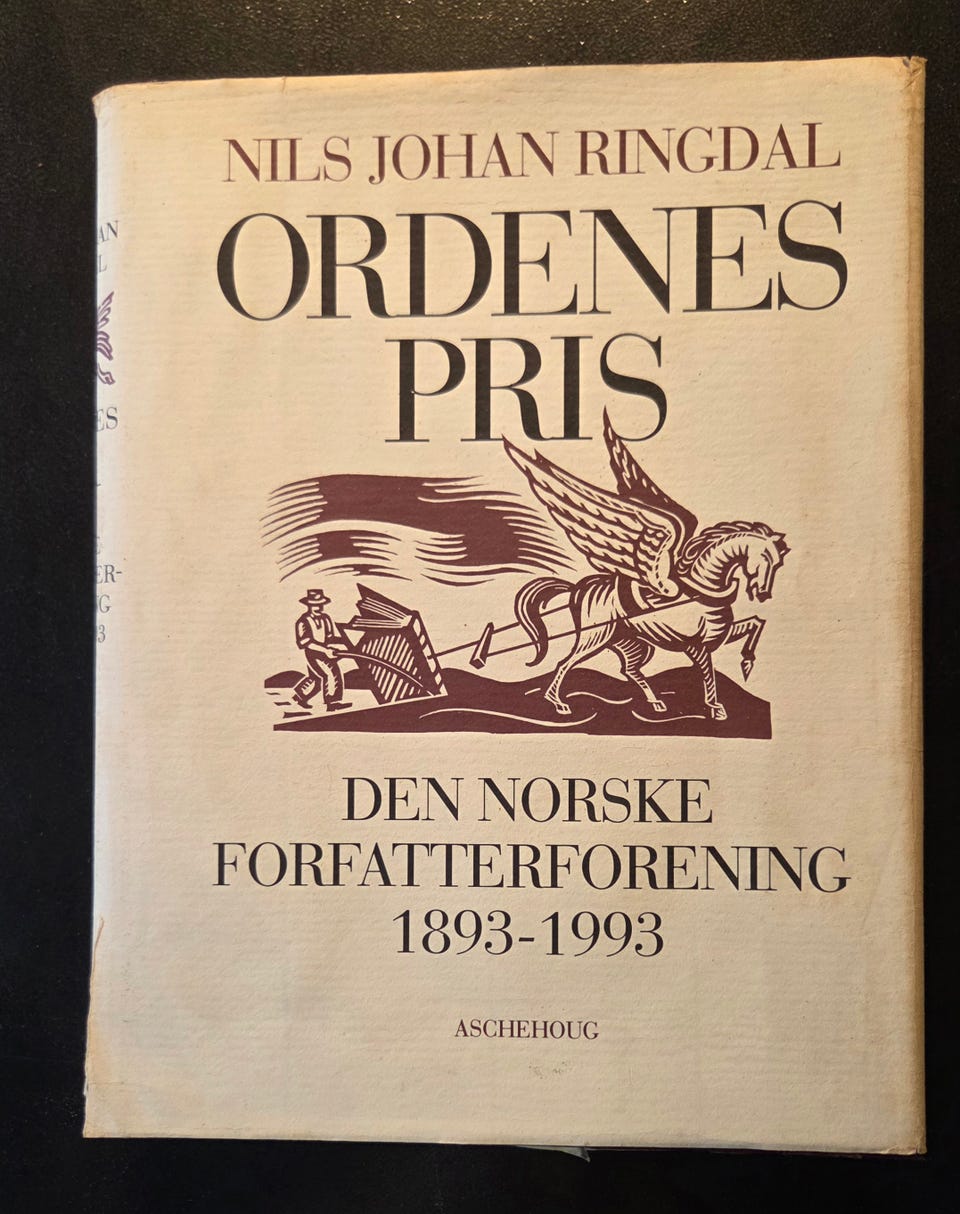 NILS JOHAN RINGDAL
ORDENES
PRIS
DEN NORSKE
FORFATTERFORENING
1893-1993
ASCHEHOUG